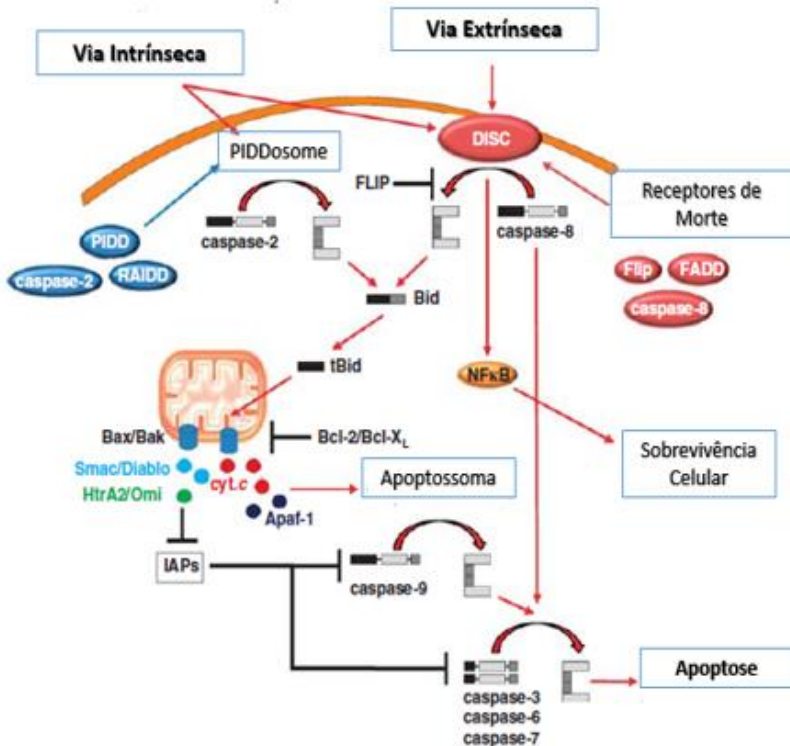 Via Intrínseca
Via Extrínseca
DISC
PIDDosome
FLIP
Receptores de
Morte
PIDD
caspase-2
RAIDD
caspase-2
caspase-8
Flip
FADD
caspase-8
Bid
tBid
NFκB
Bax/Bak
Bcl-2/Bcl-XL
Sobrevivência
Celular
Smac/Diablo
cyt.c
HtrA2/Omi
Apaf-1
Apoptossoma
IAPs
caspase-9
caspase-3
caspase-6
caspase-7
Apoptose